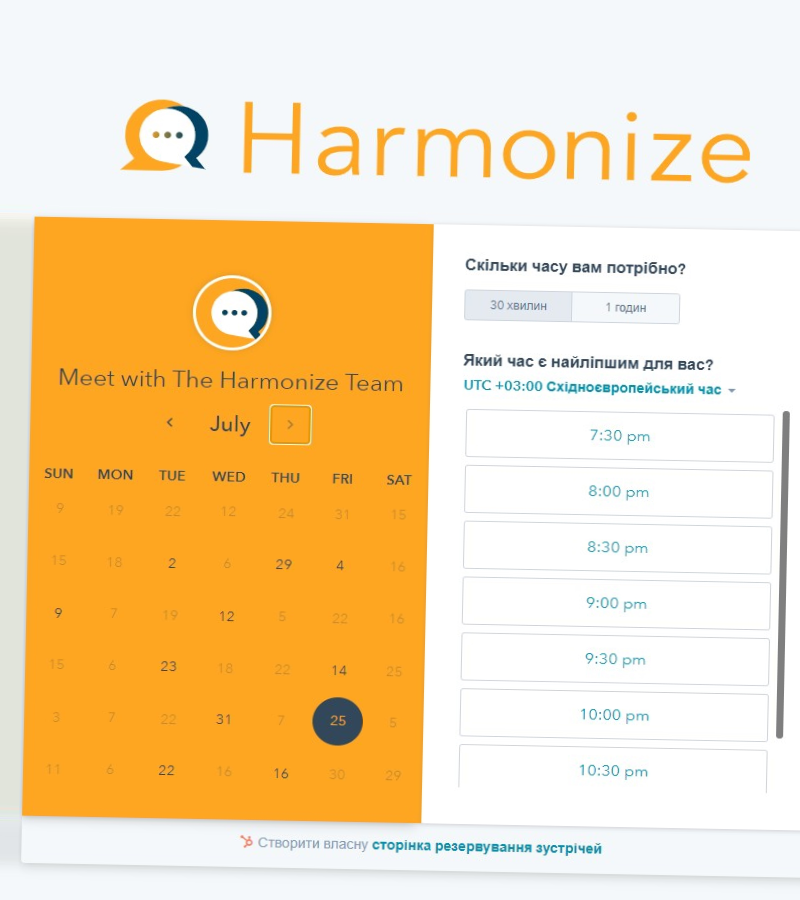 Harmonize
Meet with The Harmonize Team
July
SUN MON TUE WED THU FRI SAT
9 19 22 12 24 31 15
15 18 2 6 29 4 16
9 7 19 12 5 22 16
15 6 23 18 22 14 25
3 7 22 31 7 25 5
11 6 22 16 16 30 29
Скільки часу вам потрібно?
30 хвилин 1 годин
Який час є найліпшим для вас?
UTC +03:00 Східноєвропейський час
7:30 pm
8:00 pm
8:30 pm
9:00 pm
9:30 pm
10:00 pm
10:30 pm
Створити власну сторінка резервування зустрічей